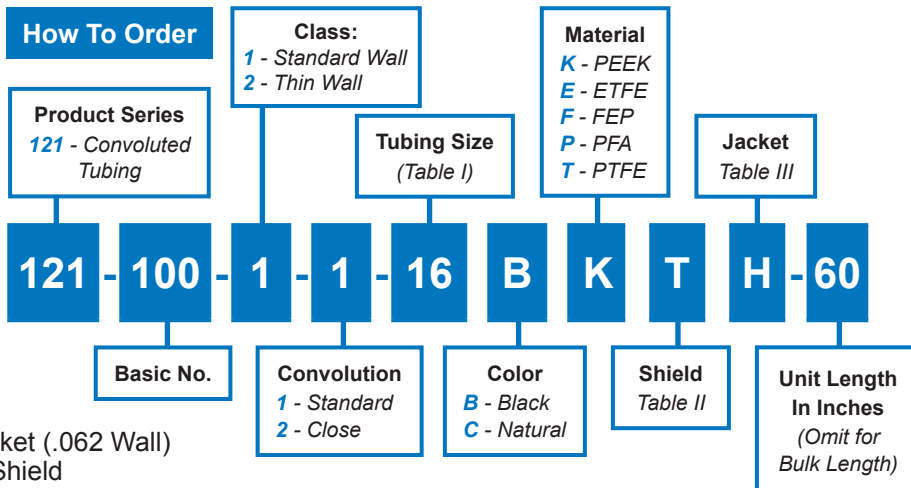 How To Order
Class:
1 - Standard Wall
2 - Thin Wall
Material
K - PEEK
E - ETFE
F - FEP
P - PFA
T - PTFE
Product Series
121 - Convoluted
Tubing
Tubing Size
(Table I)
Jacket
Table III
121 - 100 - 1 - 1 - 16 B K T H - 60
Basic No.
Convolution
1 - Standard
2 - Close
Color
B - Black
C - Natural
Shield
Table II
Unit Length
In Inches
(Omit for
Bulk Length)
ket (.062 Wall)
Shield